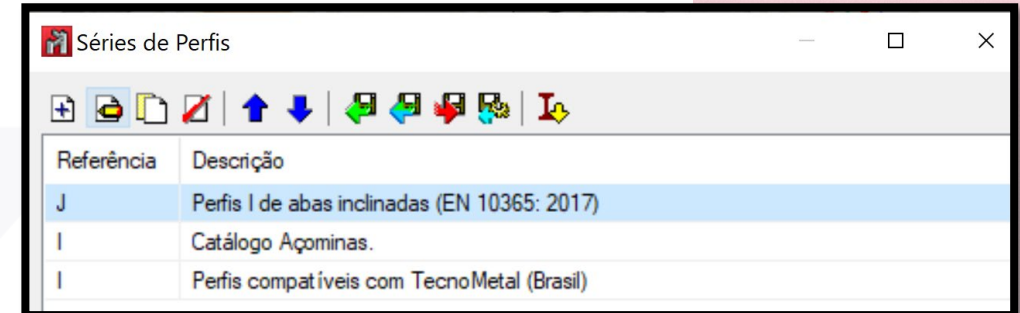 Séries de Perfis
Referência Descrição
J Perfis I de abas inclinadas (EN 10365: 2017)
I Catálogo Açominas.
I Perfis compatíveis com TecnoMetal (Brasil)